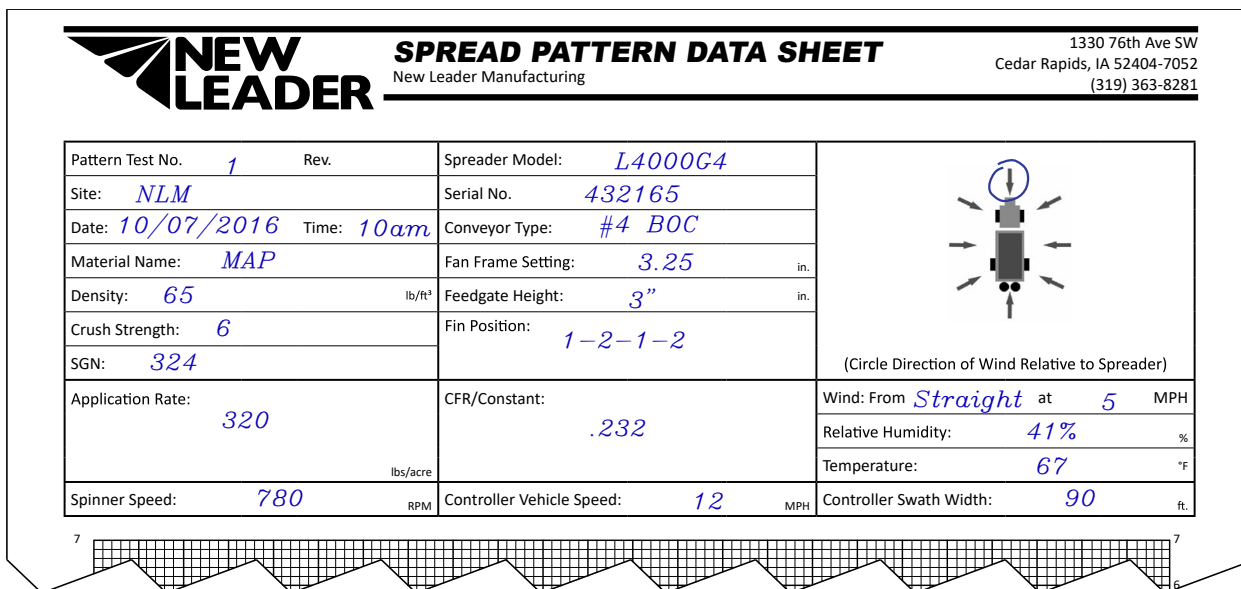 NEW LEADER
SPREAD PATTERN DATA SHEET
New Leader Manufacturing
1330 76th Ave SW
Cedar Rapids, IA 52404-7052
(319) 363-8281
Pattern Test No. 1 Rev.
Spreader Model: L4000G4
Site: NLM
Serial No. 432165
Date: 10/07/2016 Time: 10am
Conveyor Type: #4 BOC
Material Name: MAP
Fan Frame Setting: 3.25 in.
Density: 65 lb/ft³
Feedgate Height: 3” in.
Crush Strength: 6
Fin Position: 1-2-1-2
SGN: 324
(Circle Direction of Wind Relative to Spreader)
Application Rate: 320 lbs/acre
CFR/Constant: .232
Wind: From Straight at 5 MPH
Relative Humidity: 41% %
Temperature: 67 °F
Spinner Speed: 780 RPM
Controller Vehicle Speed: 12 MPH
Controller Swath Width: 90 ft.
7 7
6